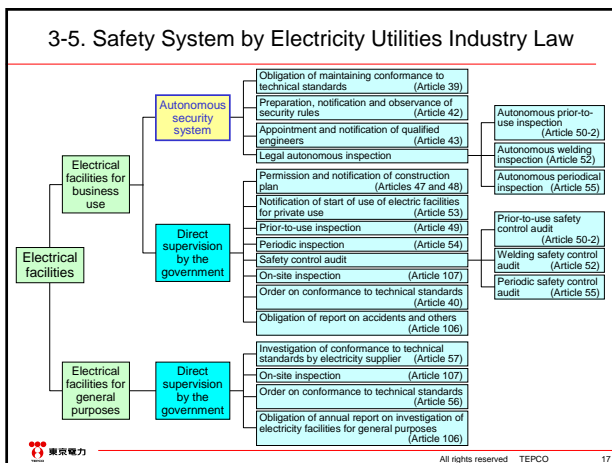 3-5. Safety System by Electricity Utilities Industry Law
Electrical
facilities
Electrical
facilities for
business
use
Autonomous
security
system
Obligation of maintaining conformance to
technical standards (Article 39)
Preparation, notification and observance of
security rules (Article 42)
Appointment and notification of qualified
engineers (Article 43)
Legal autonomous inspection
Autonomous prior-to-
use inspection
(Article 50-2)
Autonomous welding
inspection (Article 52)
Autonomous periodical
inspection (Article 55)
Direct
supervision
by the
government
Permission and notification of construction
plan (Articles 47 and 48)
Notification of start of use of electric facilities
for private use (Article 53)
Prior-to-use inspection (Article 49)
Periodic inspection (Article 54)
Safety control audit
On-site inspection (Article 107)
Order on conformance to technical standards
(Article 40)
Obligation of report on accidents and others
(Article 106)
Prior-to-use safety
control audit
(Article 50-2)
Welding safety control
audit (Article 52)
Periodic safety control
audit (Article 55)
Electrical
facilities for
general
purposes
Direct
supervision
by the
government
Investigation of conformance to technical
standards by electricity supplier (Article 57)
On-site inspection (Article 107)
Order on conformance to technical standards
(Article 56)
Obligation of annual report on investigation of
electricity facilities for general purposes
(Article 106)
東京電力
TEPCO
All rights reserved TEPCO 17